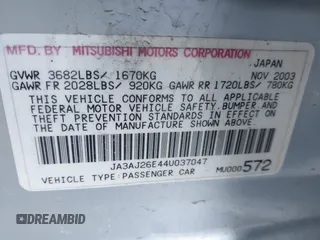 MFD BY MITSUBISHI MOTORS CORPORATION
JAPAN
GVWR 3682LBS/ 1670KG NOV 2003
GAWR FR 2028LBS/ 920KG GAWR RR 1720LBS/ 780KG
THIS VEHICLE CONFORMS TO ALL APPLICABLE
FEDERAL MOTOR VEHICLE SAFETY, BUMPER, AND
THEFT PREVENTION STANDARDS IN EFFECT ON THE
DATE OF MANUFACTURE SHOWN ABOVE.
JA3AJ26E44U037047
VEHICLE TYPE:PASSENGER CAR MU000572
DREAMBID